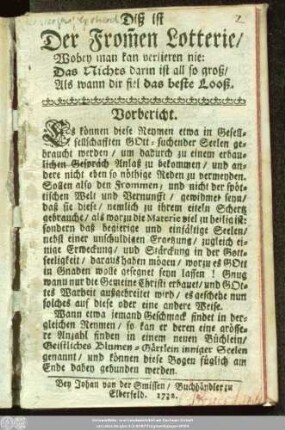 Diß ist
Der From̃en Lotterie/
Wobey man kan verlieren nie:
Das Nichts darin ist all so groß/
Als wann dir fiel das beste Looß.
Vorbericht.
Es können diese Reymen etwa in Gesell-
sellschafften GOtt-suchender Seelen ge-
braucht werden/ um dadurch zu einem erbau-
lichen Gespräch Anlaß zu bekommen/ und an-
dere nicht eben so nöthige Reden zu vermeyden.
Sollen also den Frommen/ und nicht der spöt-
tischen Welt und Vernunfft/ gewidmet seyn/
daß sie diese/ nemlich zu ihrem eiteln Schertz
gebrauche/ als worzu die Materie viel zu heilig ist:
sondern daß begierige und einfältige Seelen/
nebst einer unschuldigen Ergetzung/ zugleich ei-
nige Erweckung/ und Stärckung in der Gott-
seeligkeit/ daraus haben mögen/ worzu es GOtt
in Gnaden wolle gesegnet seyn lassen! Gnug
wann nur die Gemeine Christi erbauet/ und GOt-
tes Warheit außgebreitet wird/ es geschehe nun
solches auf diese oder eine andere Weise.
Wann etwa jemand Geschmack findet in der-
gleichen Reymen/ so kan er deren eine grösse-
re Anzahl finden in einem neuen Büchlein/
Geistliches Blumen-Gärtlein inniger Seelen
genannt/ und können diese Bogen füglich am
Ende dabey gebunden werden.
Bey Johan van der Smissen/ Buchhändler zu
Elberfeld. 1732.